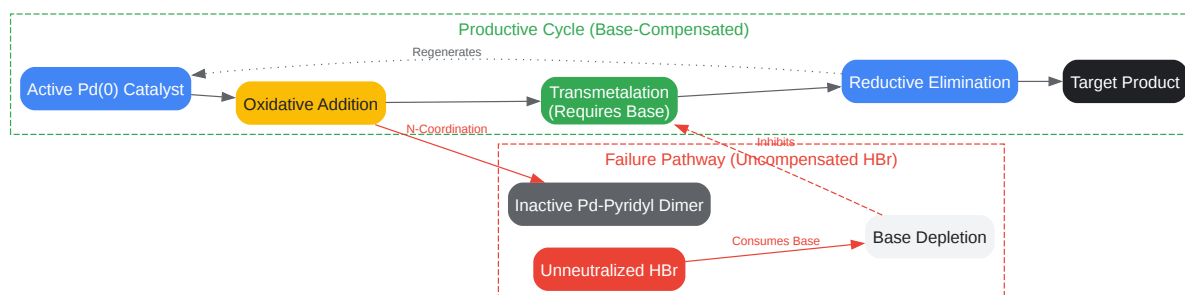 Productive Cycle (Base-Compensated)
Regenerates
Active Pd(0) Catalyst
Oxidative Addition
Transmetalation
(Requires Base)
Reductive Elimination
Target Product
N-Coordination
Inhibits
Failure Pathway (Uncompensated HBr)
Inactive Pd-Pyridyl Dimer
Base Depletion
Consumes Base
Unneutralized HBr